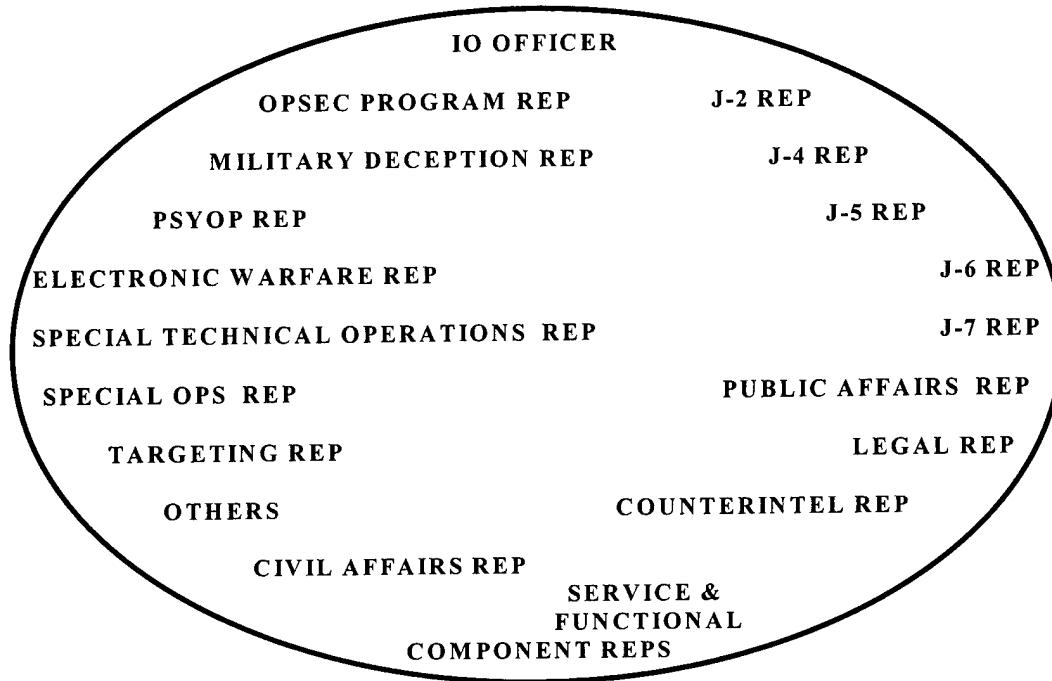 IO OFFICER
OPSEC PROGRAM REP
J-2 REP
MILITARY DECEPTION REP
J-4 REP
PSYOP REP
J-5 REP
ELECTRONIC WARFARE REP
J-6 REP
SPECIAL TECHNICAL OPERATIONS REP
J-7 REP
SPECIAL OPS REP
PUBLIC AFFAIRS REP
TARGETING REP
LEGAL REP
OTHERS
COUNTERINTEL REP
CIVIL AFFAIRS REP
SERVICE &
FUNCTIONAL
COMPONENT REPS